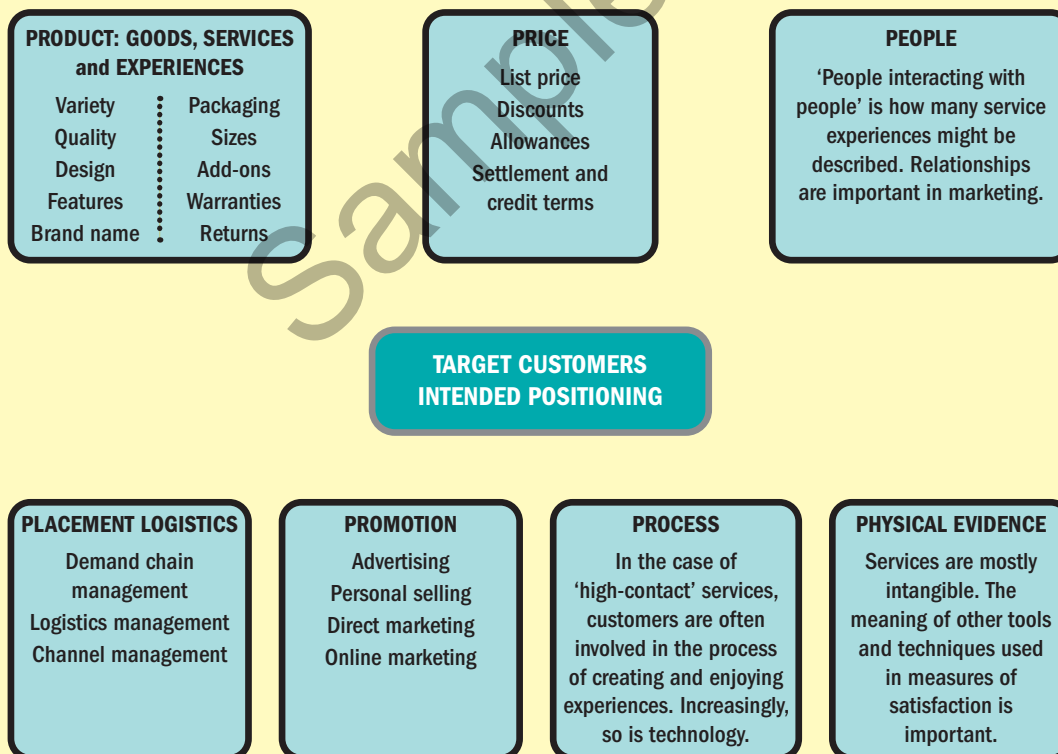 PRODUCT: GOODS, SERVICES
and EXPERIENCES
Variety
Quality
Design
Features
Brand name
Packaging
Sizes
Add-ons
Warranties
Returns
PRICE
List price
Discounts
Allowances
Settlement and
credit terms
PEOPLE
‘People interacting with
people’ is how many service
experiences might be
described. Relationships
are important in marketing.
Sample
TARGET CUSTOMERS
INTENDED POSITIONING
PLACEMENT LOGISTICS
Demand chain
management
Logistics management
Channel management
PROMOTION
Advertising
Personal selling
Direct marketing
Online marketing
PROCESS
In the case of
‘high-contact’ services,
customers are often
involved in the process
of creating and enjoying
experiences. Increasingly,
so is technology.
PHYSICAL EVIDENCE
Services are mostly
intangible. The
meaning of other tools
and techniques used
in measures of
satisfaction is
important.